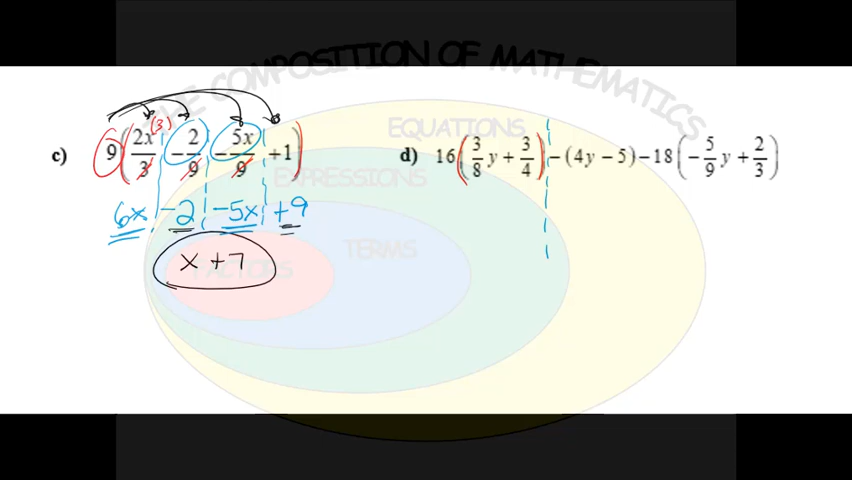 THE COMPOSITION OF MATHEMATICS
EQUATIONS
EXPRESSIONS
TERMS
FACTORS
c) 9(2x/3 - 2/9 - 5x/9 + 1)
(3)
6x - 2 - 5x + 9
x + 7
d) 16(3/8 y + 3/4) - (4y - 5) - 18(-5/9 y + 2/3)